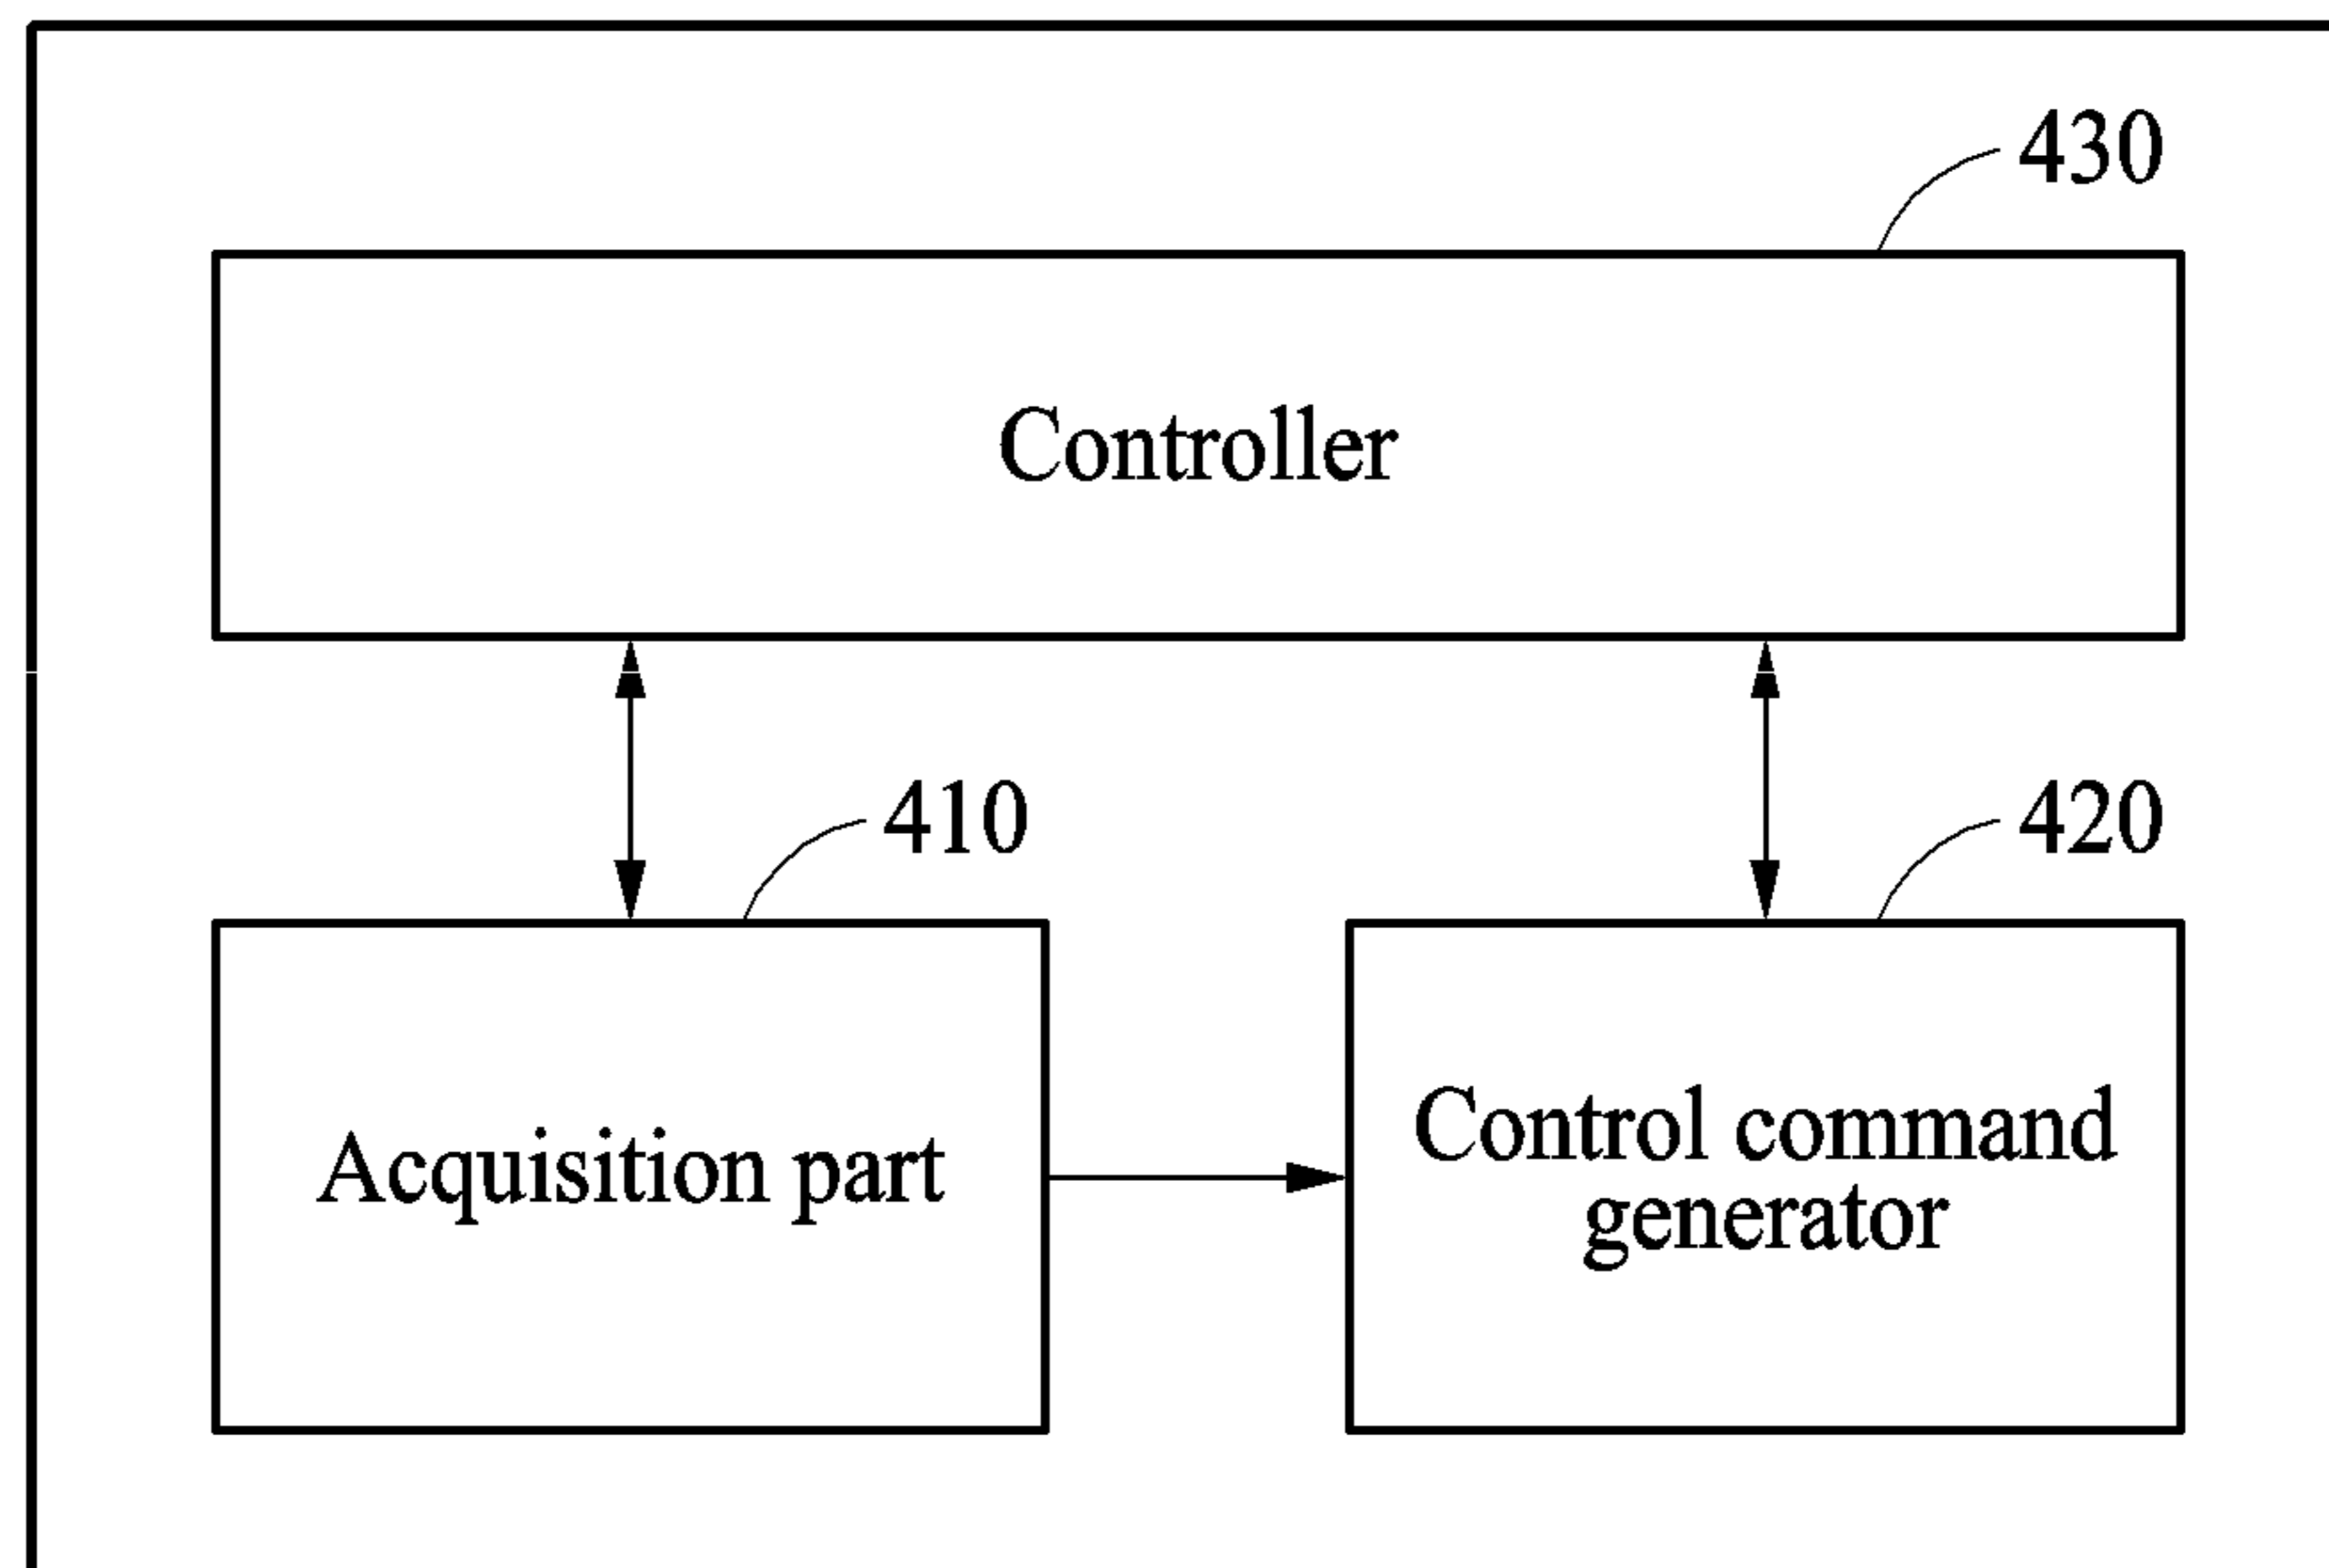 430
Controller
410
420
Acquisition part
Control command
generator